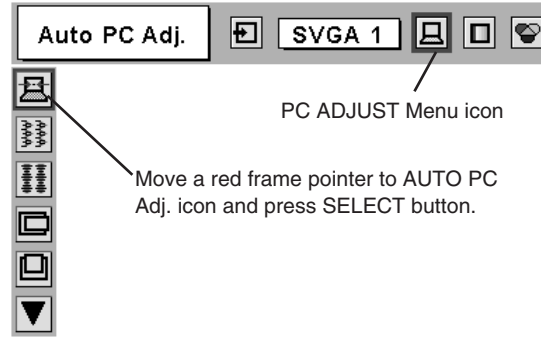 Auto PC Adj.
SVGA 1
PC ADJUST Menu icon
Move a red frame pointer to AUTO PC
Adj. icon and press SELECT button.